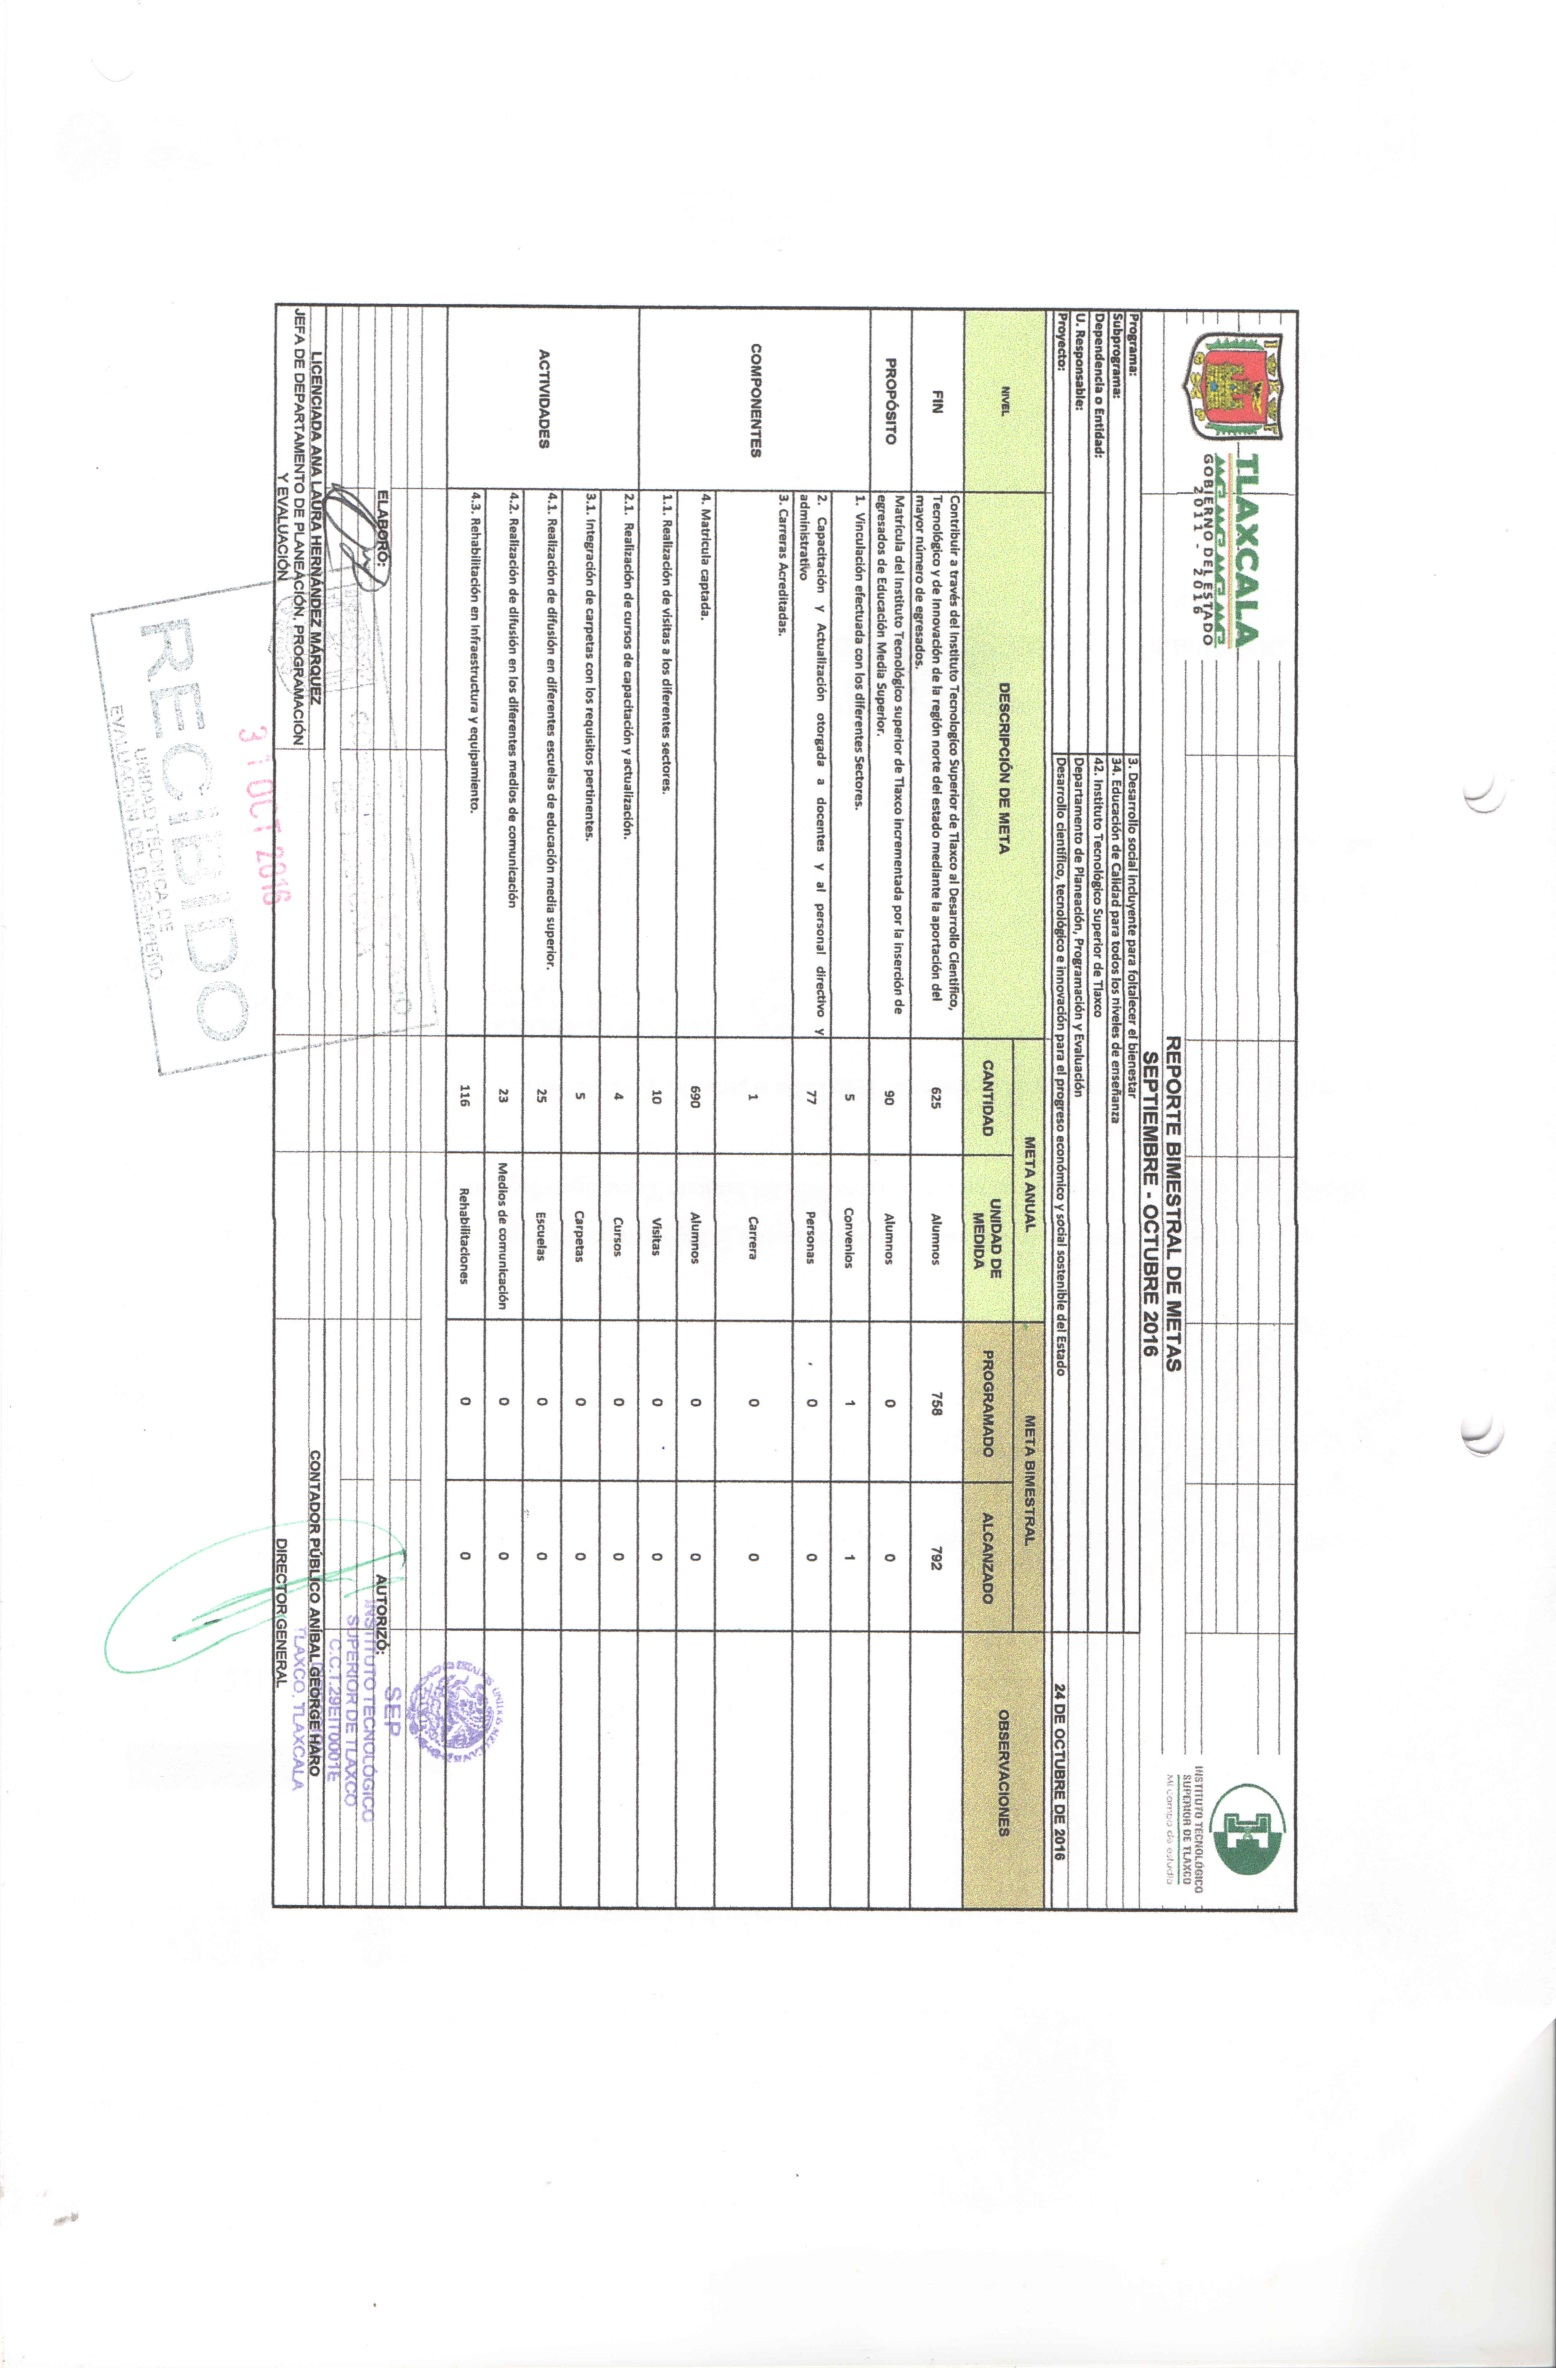 TLAXCALA
GOBIERNO DEL ESTADO
2011 - 2016
INSTITUTO TECNOLÓGICO
SUPERIOR DE TLAXCO
Mi campo de estudio
REPORTE BIMESTRAL DE METAS
SEPTIEMBRE - OCTUBRE 2016
Programa: 3. Desarrollo social incluyente para foltalecer el bienestar
Subprograma: 34. Educación de Calidad para todos los niveles de enseñanza
Dependencia o Entidad: 42. Instituto Tecnológico Superior de Tlaxco
U. Responsable: Departamento de Planeación, Programación y Evaluación
Proyecto: Desarrollo científico, tecnológico e innovación para el progreso económico y social sostenible del Estado 24 DE OCTUBRE DE 2016
NIVEL DESCRIPCIÓN DE META META ANUAL META BIMESTRAL OBSERVACIONES
CANTIDAD UNIDAD DE MEDIDA PROGRAMADO ALCANZADO
FIN
Contribuir a través del Instituto Tecnologico Superior de Tlaxco al Desarrollo Científico,
Tecnológico y de Innovación de la región norte del estado mediante la aportación del
mayor número de egresados.
625 Alumnos 758 792
PROPÓSITO
Matrícula del Instituto Tecnológico superior de Tlaxco incrementada por la inserción de
egresados de Educación Media Superior.
90 Alumnos 0 0
COMPONENTES
1. Vinculación efectuada con los diferentes Sectores. 5 Convenios 1 1
2. Capacitación y Actualización otorgada a docentes y al personal directivo y
administrativo
77 Personas 0 0
3. Carreras Acreditadas. 1 Carrera 0 0
4. Matricula captada. 690 Alumnos 0 0
ACTIVIDADES
1.1. Realización de visitas a los diferentes sectores. 10 Visitas 0 0
2.1. Realización de cursos de capacitación y actualización. 4 Cursos 0 0
3.1. Integración de carpetas con los requisitos pertinentes. 5 Carpetas 0 0
4.1. Realización de difusión en diferentes escuelas de educación media superior. 25 Escuelas 0 0
4.2. Realización de difusión en los diferentes medios de comunicación 23 Medios de comunicación 0 0
4.3. Rehabilitación en Infraestructura y equipamiento. 116 Rehabilitaciones 0 0
ELABORÓ:
LICENCIADA ANA LAURA HERNÁNDEZ MÁRQUEZ
JEFA DE DEPARTAMENTO DE PLANEACIÓN, PROGRAMACIÓN
Y EVALUACIÓN
AUTORIZÓ:
CONTADOR PÚBLICO ANÍBAL GEORGE HARO
DIRECTOR GENERAL
SEP
INSTITUTO TECNOLÓGICO
SUPERIOR DE TLAXCO
C.C.T.29EIT0001E
TLAXCO, TLAXCALA
31 OCT 2016
RECIBIDO
UNIDAD TÉCNICA DE
EVALUACIÓN DEL DESEMPEÑO